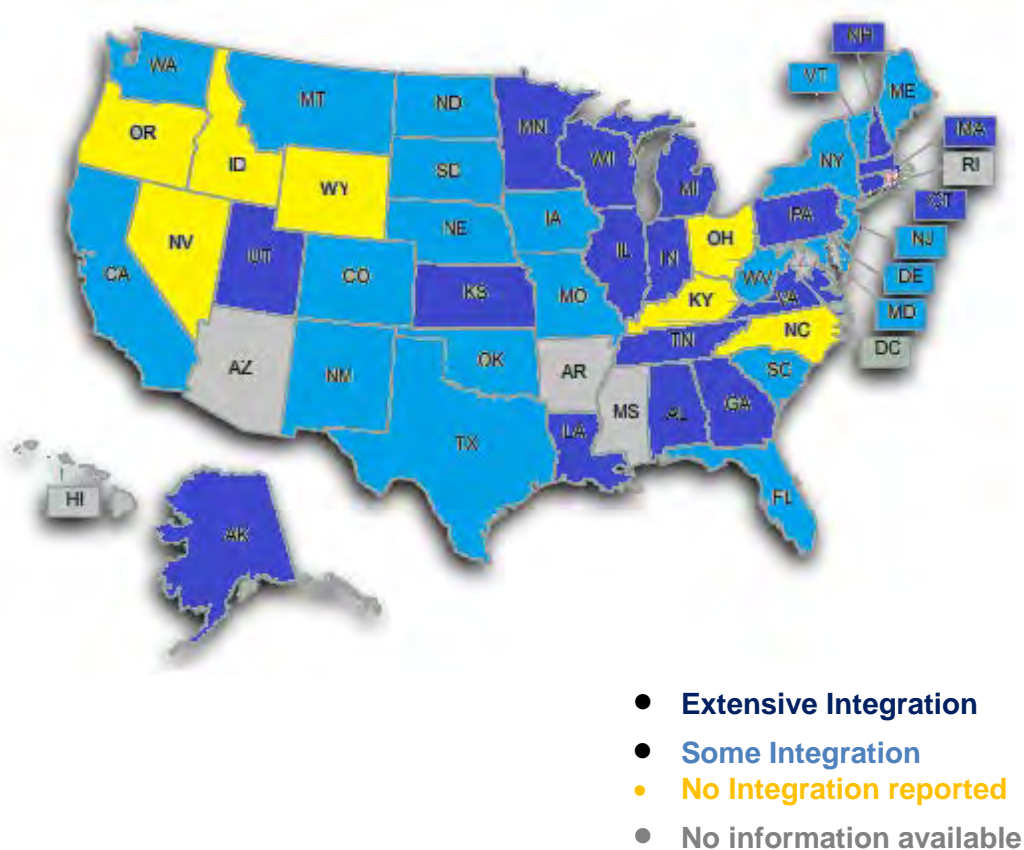 NH
VT
WA
ME
MT
ND
MN
OR
MA
ID
WI
NY
RI
SD
WY
MI
CT
PA
IA
NE
NV
OH
NJ
UT
IL
IN
CA
CO
WV
DE
KS
MO
VA
KY
MD
NC
TN
DC
AZ
OK
AR
NM
SC
MS
AL
GA
LA
TX
HI
FL
AK
Extensive Integration
Some Integration
No Integration reported
No information available